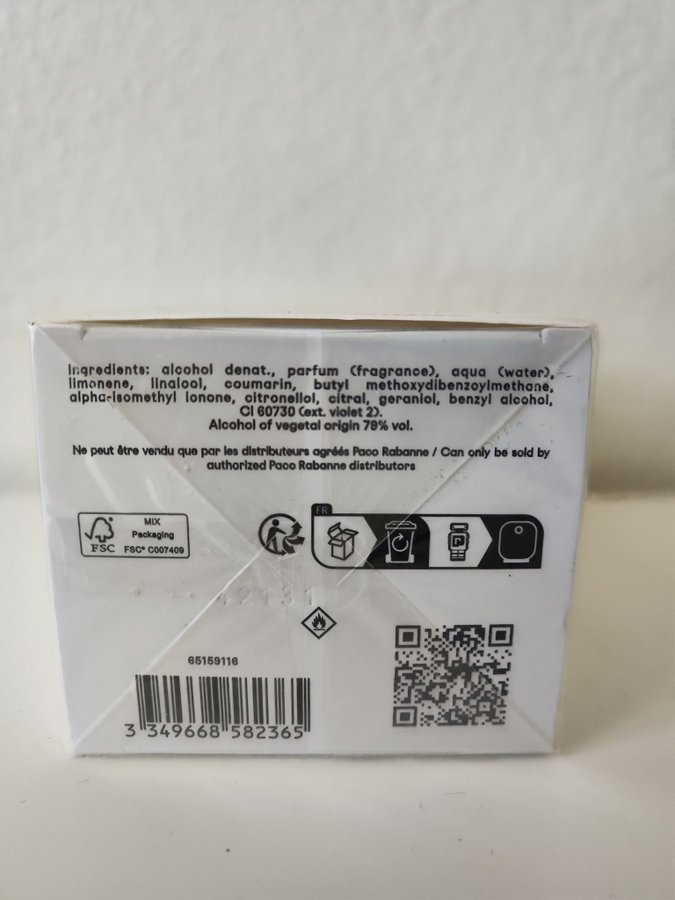 Ingredients: alcohol denat., parfum (fragrance), aqua (water),
limonene, linalool, coumarin, butyl methoxydibenzoylmethane,
alpha-isomethyl ionone, citronellol, citral, geraniol, benzyl alcohol,
CI 60730 (ext. violet 2).
Alcohol of vegetal origin 79% vol.
Ne peut être vendu que par les distributeurs agréés Paco Rabanne / Can only be sold by
authorized Paco Rabanne distributors
MIX
Packaging
FSC
FSC® C007409
FR
65159116
3 349668 582365